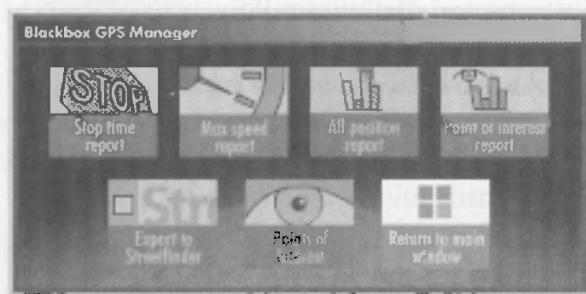 Blackbox GPS Manager
STOP
Stop time
report
Max speed
report
All position
report
Point of interest
report
Stre
Export to
Streetfinder
Points of
interest
Return to main
window